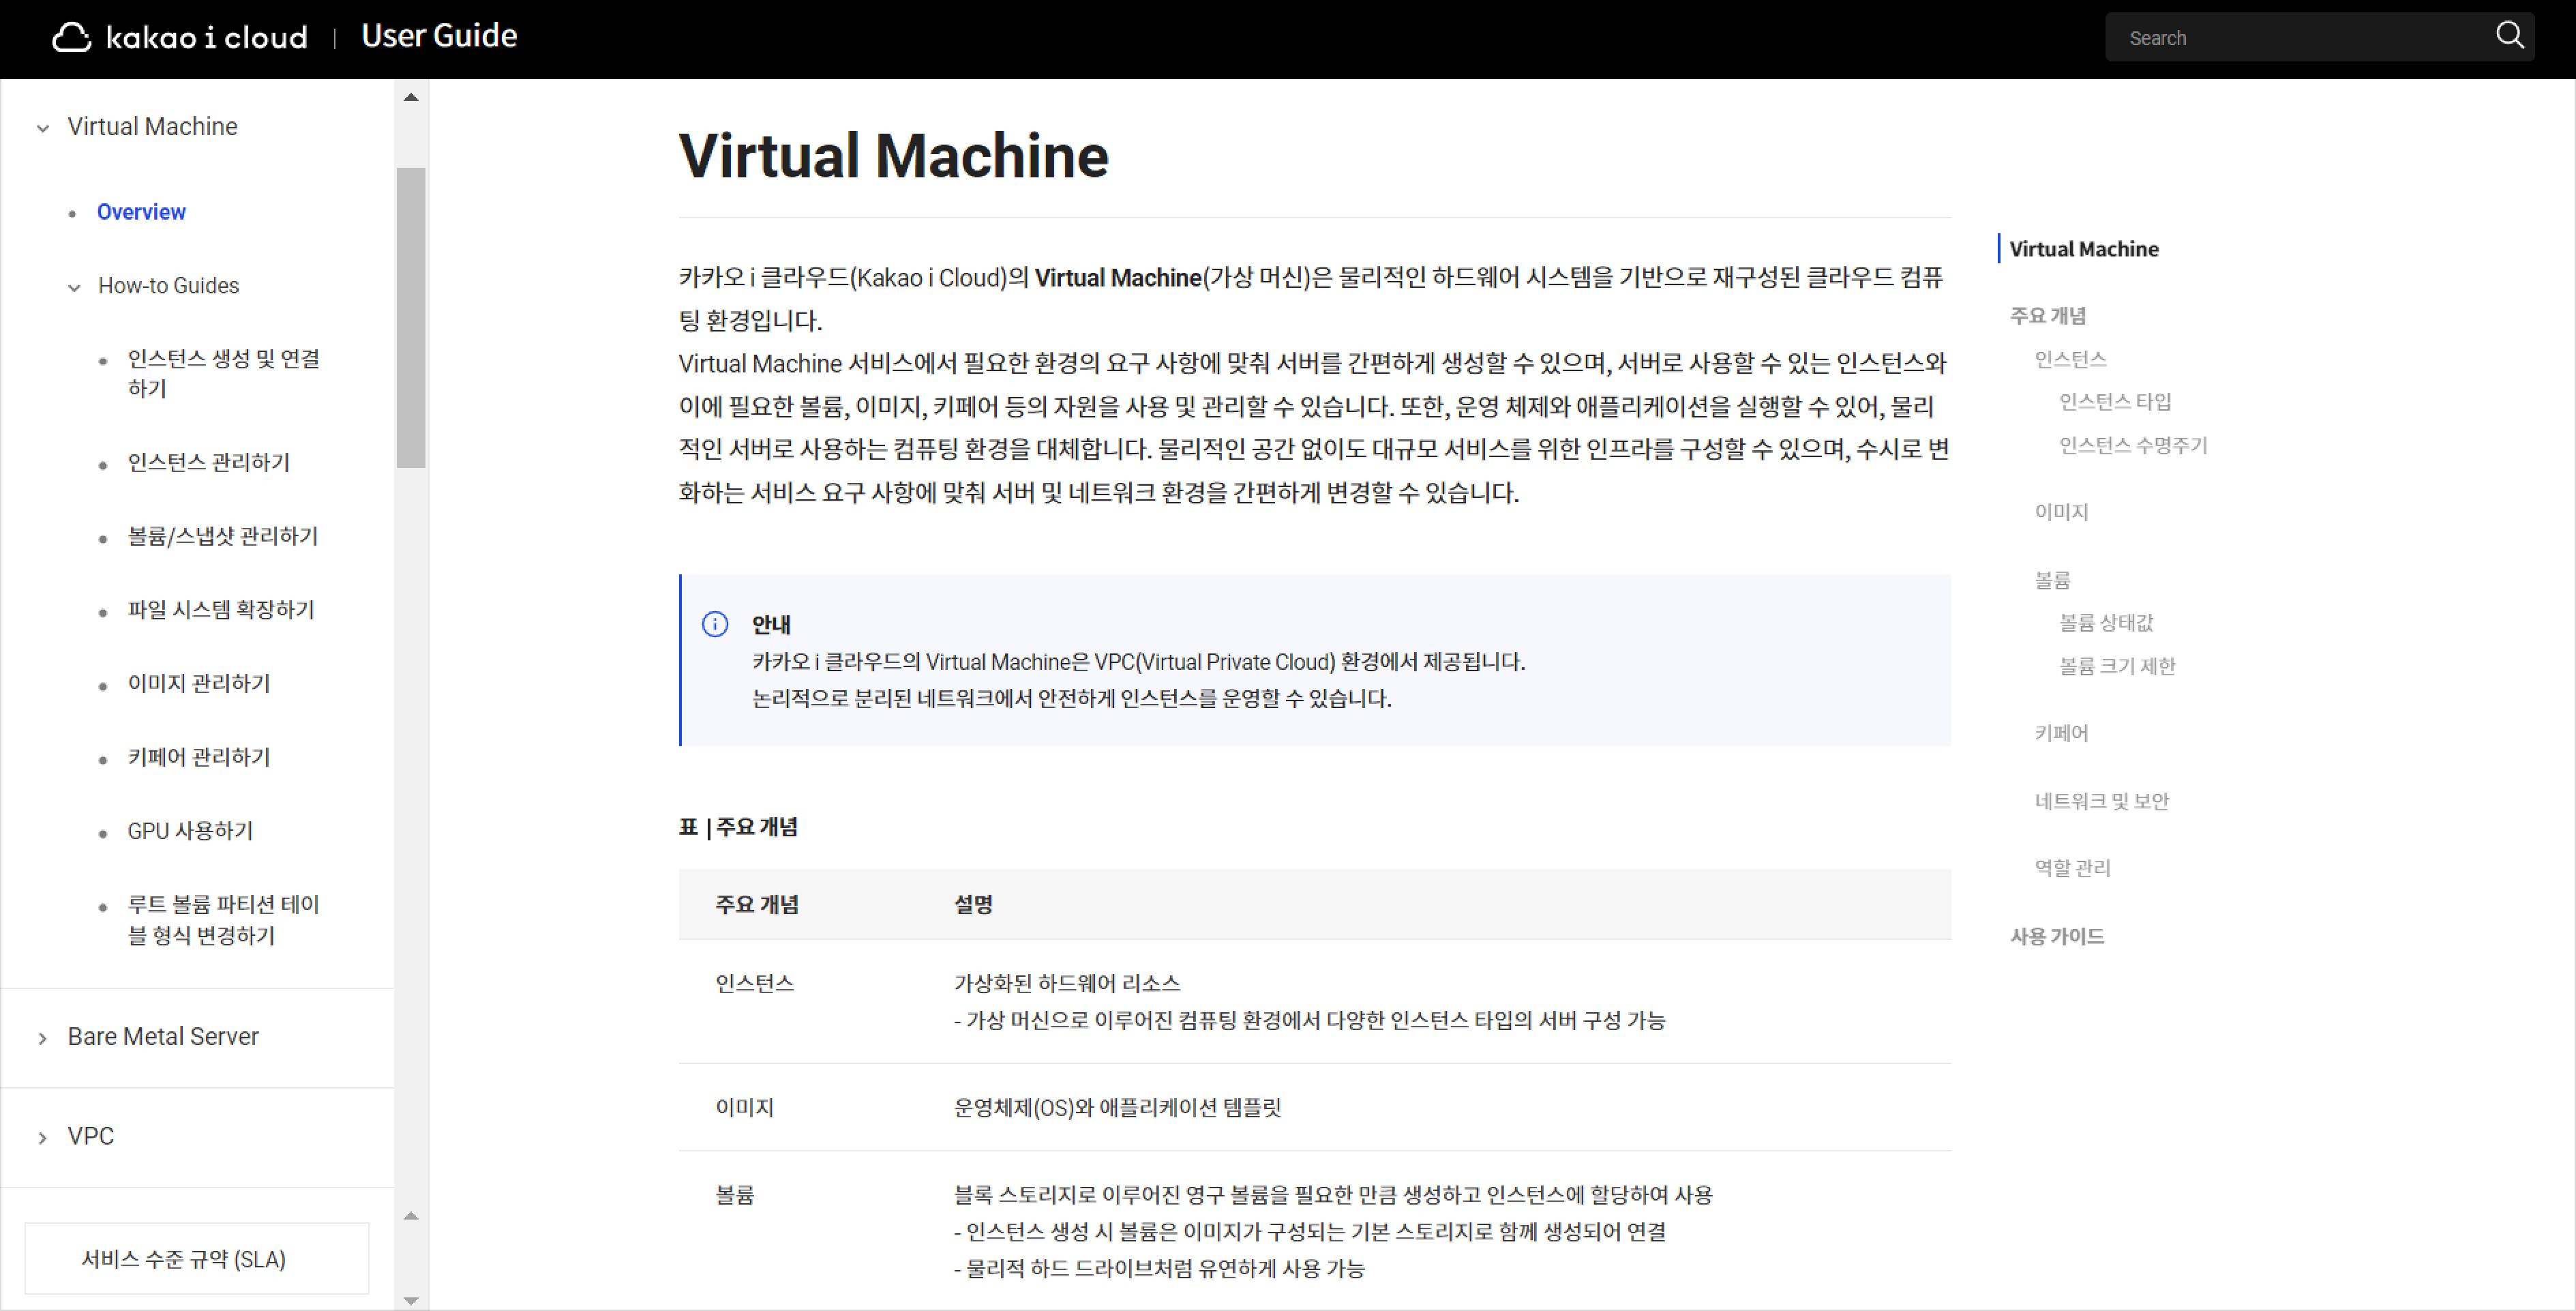 kakao i cloud | User Guide
Search
Virtual Machine
Overview
How-to Guides
인스턴스 생성 및 연결
하기
인스턴스 관리하기
볼륨/스냅샷 관리하기
파일 시스템 확장하기
이미지 관리하기
키페어 관리하기
GPU 사용하기
루트 볼륨 파티션 테이
블 형식 변경하기
Bare Metal Server
VPC
서비스 수준 규약 (SLA)
Virtual Machine
카카오 i 클라우드(Kakao i Cloud)의 Virtual Machine(가상 머신)은 물리적인 하드웨어 시스템을 기반으로 재구성된 클라우드 컴퓨
팅 환경입니다.
Virtual Machine 서비스에서 필요한 환경의 요구 사항에 맞춰 서버를 간편하게 생성할 수 있으며, 서버로 사용할 수 있는 인스턴스와
이에 필요한 볼륨, 이미지, 키페어 등의 자원을 사용 및 관리할 수 있습니다. 또한, 운영 체제와 애플리케이션을 실행할 수 있어, 물리
적인 서버로 사용하는 컴퓨팅 환경을 대체합니다. 물리적인 공간 없이도 대규모 서비스를 위한 인프라를 구성할 수 있으며, 수시로 변
화하는 서비스 요구 사항에 맞춰 서버 및 네트워크 환경을 간편하게 변경할 수 있습니다.
안내
카카오 i 클라우드의 Virtual Machine은 VPC(Virtual Private Cloud) 환경에서 제공됩니다.
논리적으로 분리된 네트워크에서 안전하게 인스턴스를 운영할 수 있습니다.
표 | 주요 개념
주요 개념 설명
인스턴스 가상화된 하드웨어 리소스
- 가상 머신으로 이루어진 컴퓨팅 환경에서 다양한 인스턴스 타입의 서버 구성 가능
이미지 운영체제(OS)와 애플리케이션 템플릿
볼륨 블록 스토리지로 이루어진 영구 볼륨을 필요한 만큼 생성하고 인스턴스에 할당하여 사용
- 인스턴스 생성 시 볼륨은 이미지가 구성되는 기본 스토리지로 함께 생성되어 연결
- 물리적 하드 드라이브처럼 유연하게 사용 가능
Virtual Machine
주요 개념
인스턴스
인스턴스 타입
인스턴스 수명주기
이미지
볼륨
볼륨 상태값
볼륨 크기 제한
키페어
네트워크 및 보안
역할 관리
사용 가이드